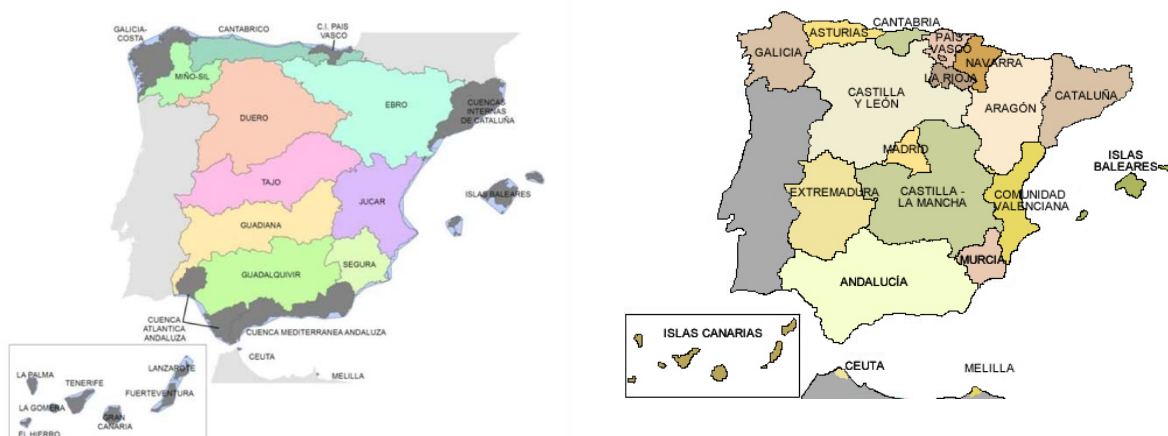 GALICIA-
COSTA
CANTABRICO
C.I. PAIS
VASCO
MIÑO-SIL
DUERO
EBRO
CUENCAS
INTERNAS
DE CATALUÑA
TAJO
JUCAR
ISLAS BALEARES
GUADIANA
GUADALQUIVIR
SEGURA
CUENCA
ATLANTICA
ANDALUZA
CUENCA MEDITERRANEA ANDALUZA
CEUTA
MELILLA
LA PALMA
TENERIFE
LANZAROTE
LA GOMERA
FUERTEVENTURA
GRAN
CANARIA
EL HIERRO
GALICIA
ASTURIAS
CANTABRIA
PAIS
VASCO
NAVARRA
LA RIOJA
CASTILLA
Y LEÓN
ARAGÓN
CATALUÑA
MADRID
ISLAS
BALEARES
EXTREMADURA
CASTILLA -
LA MANCHA
COMUNIDAD
VALENCIANA
MURCIA
ANDALUCÍA
ISLAS CANARIAS
CEUTA
MELILLA